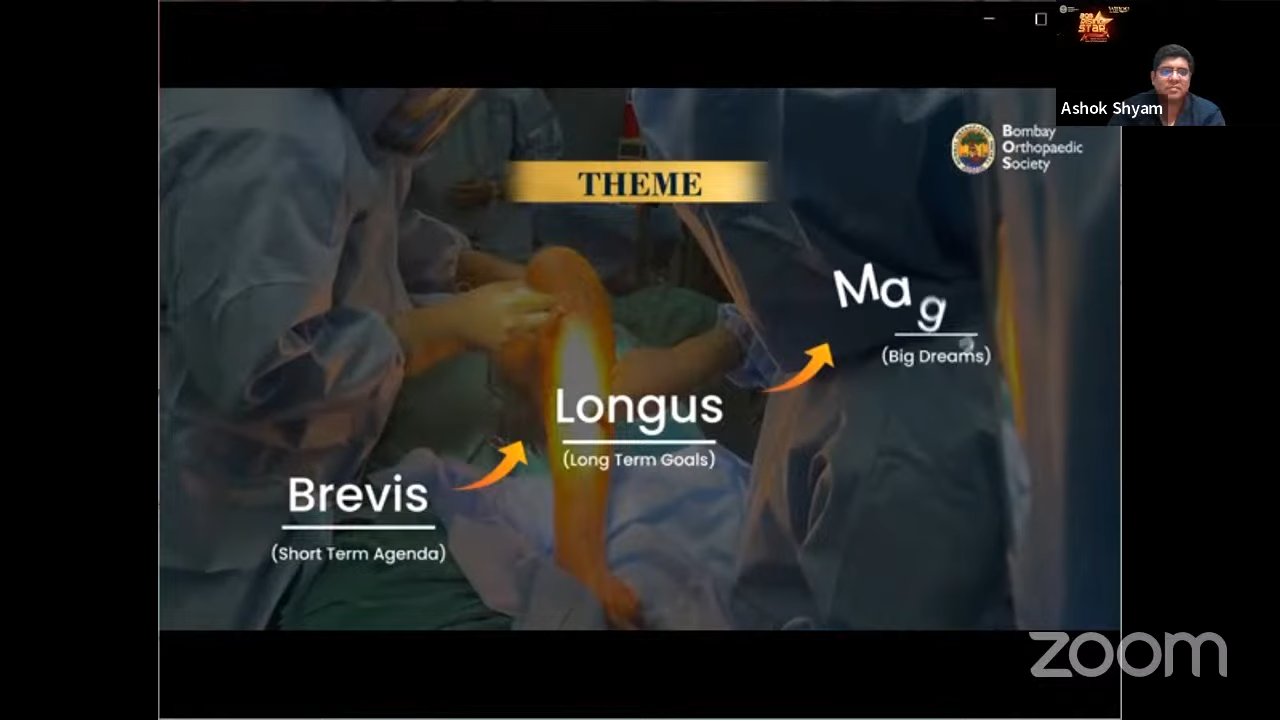 THEME
Bombay
Orthopaedic
Society
Ashok Shyam
Mag
(Big Dreams)
Longus
(Long Term Goals)
Brevis
(Short Term Agenda)
zoom